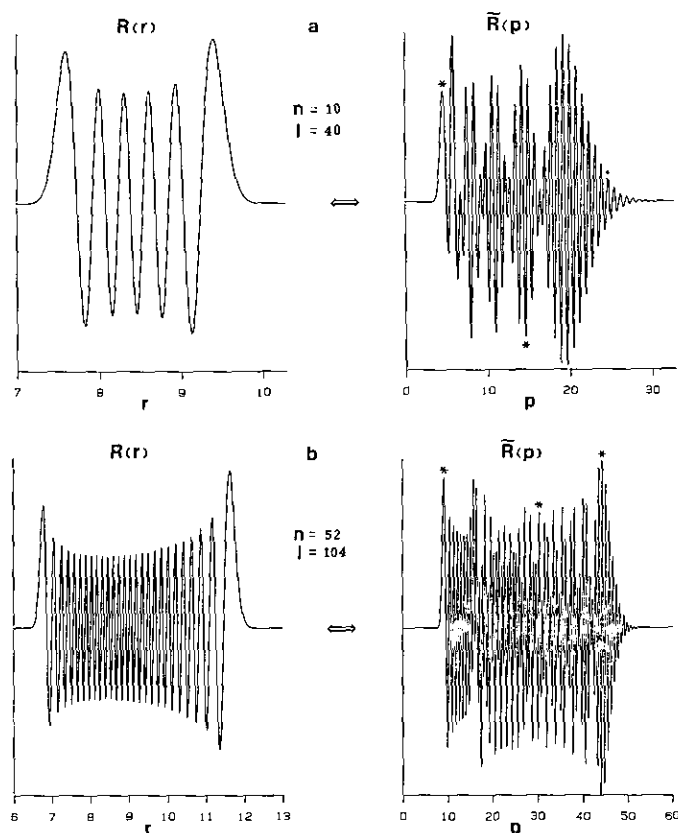 R(r) a R̃(p)
n = 10
l = 40
⇔
*
*
7 8 9 10
r
0 10 20 30
p
R(r) b R̃(p)
n = 52
l = 104
⇔
* * *
6 7 8 9 10 11 12 13
r
0 10 20 30 40 50 60
p